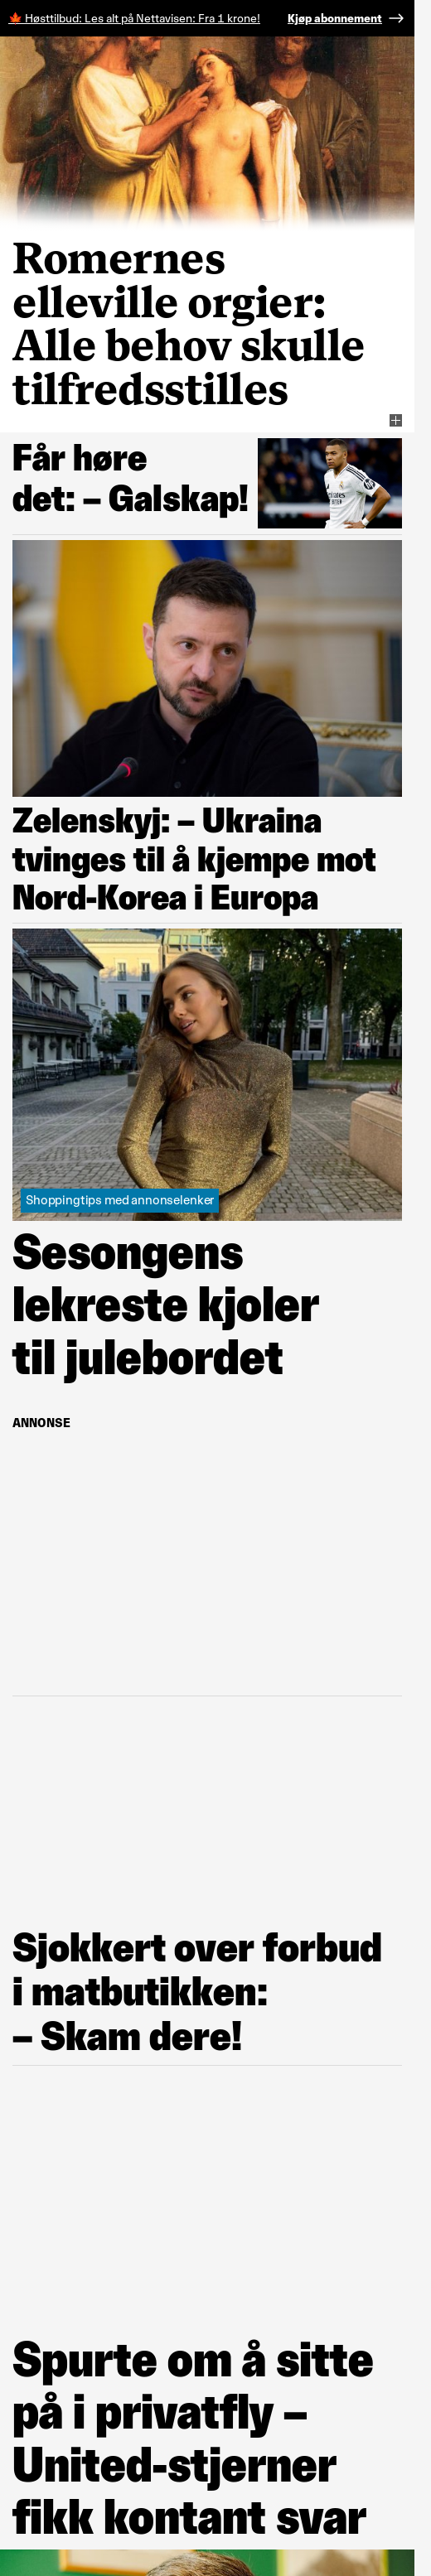 🍁 Høsttilbud: Les alt på Nettavisen: Fra 1 krone! Kjøp abonnement →
Romernes
elleville orgier:
Alle behov skulle
tilfredsstilles
Får høre
det: – Galskap!
Zelenskyj: – Ukraina
tvinges til å kjempe mot
Nord-Korea i Europa
Shoppingtips med annonselenker
Sesongens
lekreste kjoler
til julebordet
ANNONSE
Sjokkert over forbud
i matbutikken:
– Skam dere!
Spurte om å sitte
på i privatfly –
United-stjerner
fikk kontant svar